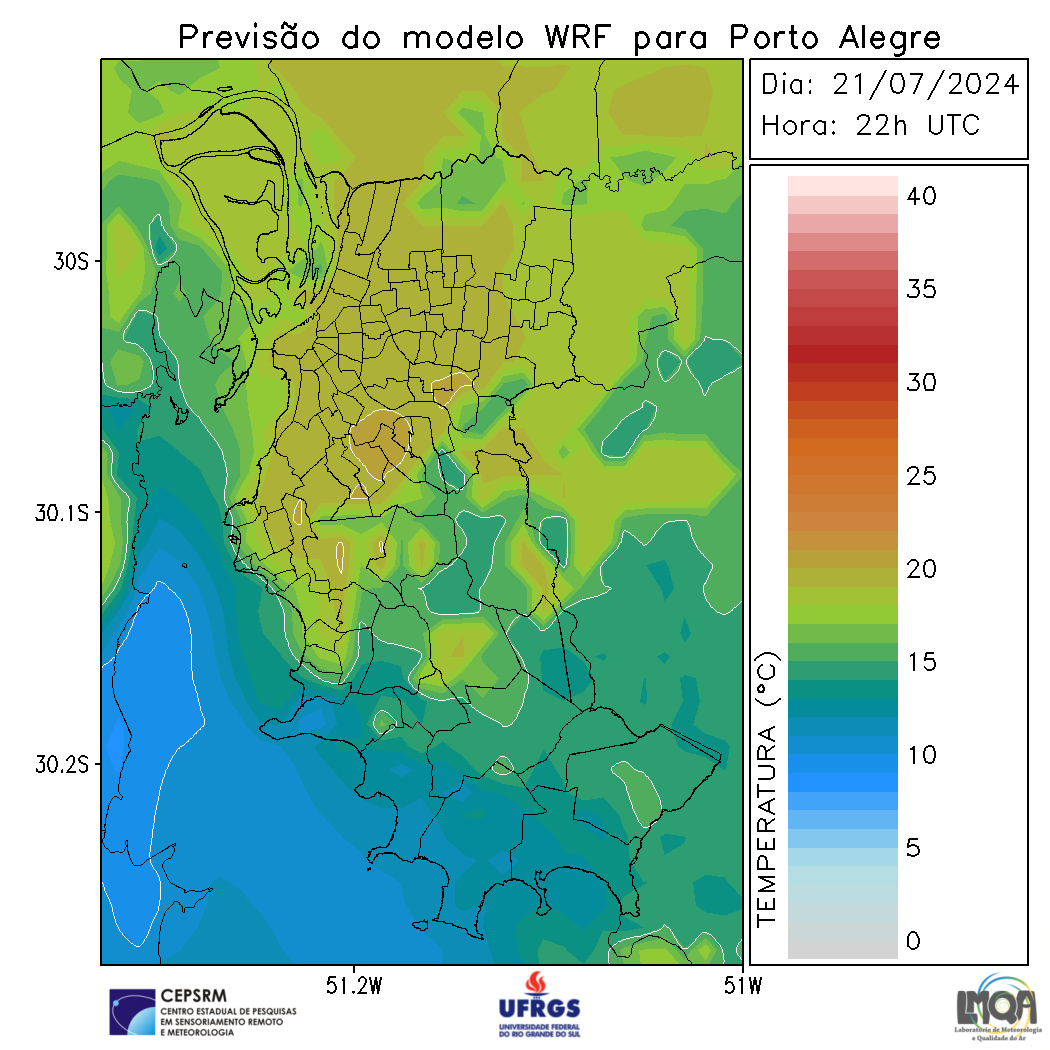 Previsão do modelo WRF para Porto Alegre
Dia: 21/07/2024
Hora: 22h UTC
40
35
30
25
20
15
10
5
0
TEMPERATURA (°C)
30S
30.1S
30.2S
51.2W
51W
CEPSRM
CENTRO ESTADUAL DE PESQUISAS
EM SENSORIAMENTO REMOTO
E METEOROLOGIA
UFRGS
UNIVERSIDADE FEDERAL
DO RIO GRANDE DO SUL
LMQA
Laboratório de Meteorologia
e Qualidade do Ar